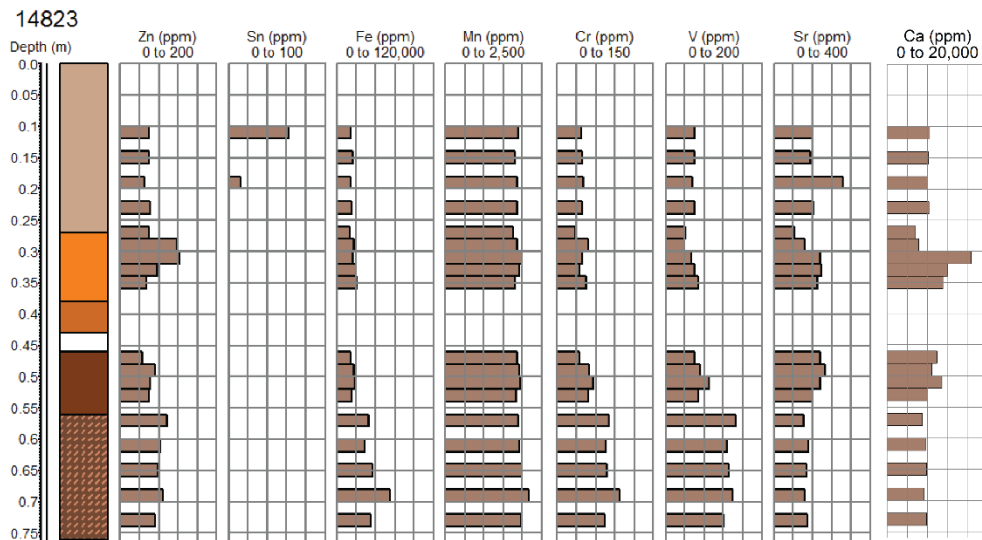 14823
Depth (m)
Zn (ppm)
0 to 200
Sn (ppm)
0 to 100
Fe (ppm)
0 to 120,000
Mn (ppm)
0 to 2,500
Cr (ppm)
0 to 150
V (ppm)
0 to 200
Sr (ppm)
0 to 400
Ca (ppm)
0 to 20,000
0.0
0.05
0.1
0.15
0.2
0.25
0.3
0.35
0.4
0.45
0.5
0.55
0.6
0.65
0.7
0.75